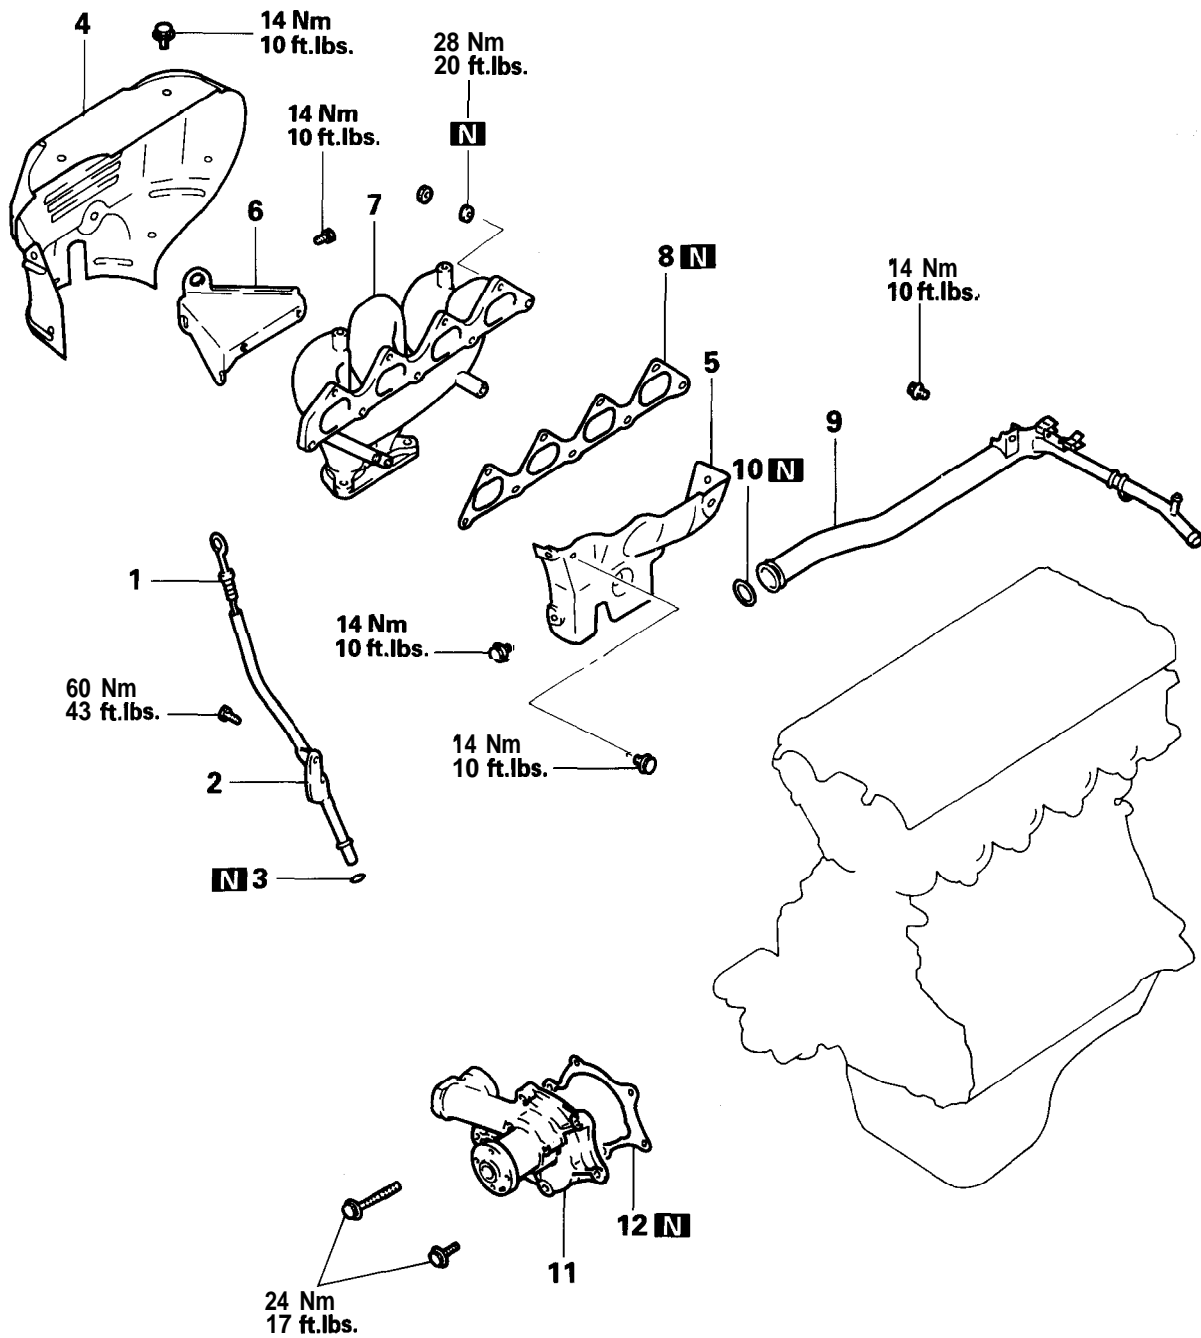 4
14 Nm
10 ft.lbs.
28 Nm
20 ft.lbs.
N
14 Nm
10 ft.lbs.
6
7
8 N
14 Nm
10 ft.lbs.
5
9
10 N
1
14 Nm
10 ft.lbs.
60 Nm
43 ft.lbs.
14 Nm
10 ft.lbs.
2
N 3
12 N
11
24 Nm
17 ft.lbs.